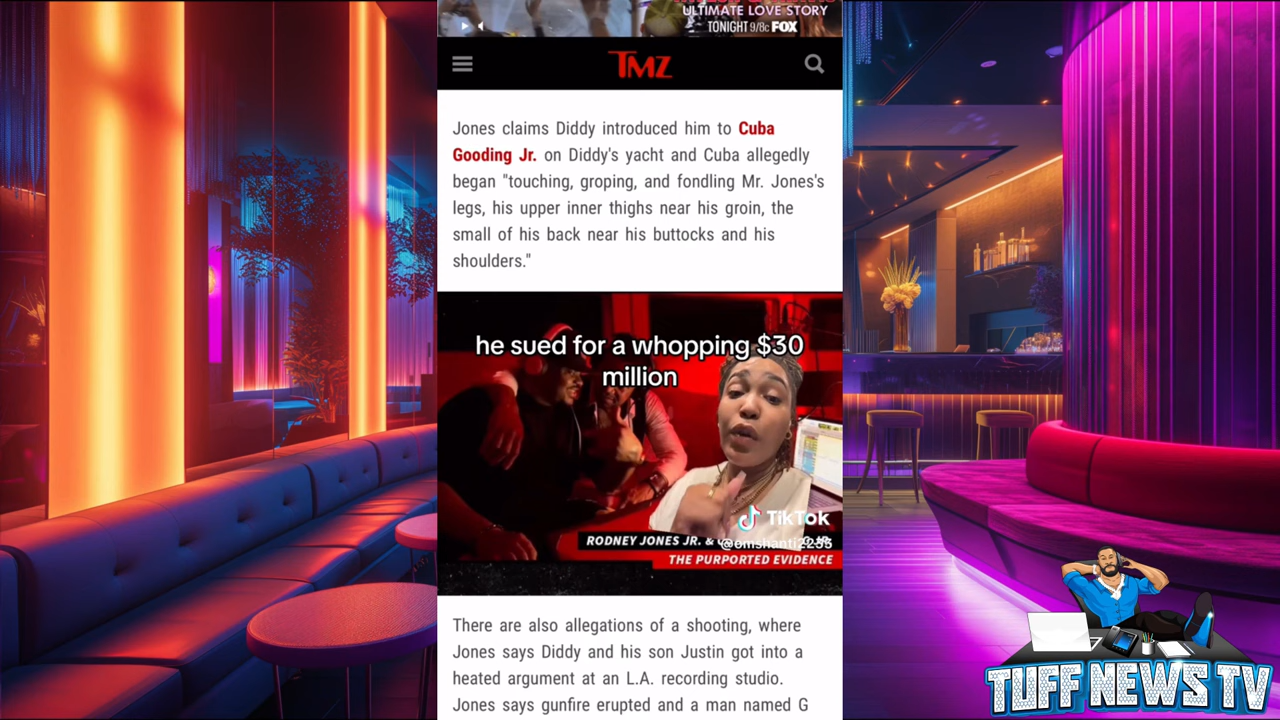 ULTIMATE LOVE STORY
TONIGHT 9/8c FOX
TMZ
Jones claims Diddy introduced him to Cuba
Gooding Jr. on Diddy's yacht and Cuba allegedly
began "touching, groping, and fondling Mr. Jones's
legs, his upper inner thighs near his groin, the
small of his back near his buttocks and his
shoulders."
he sued for a whopping $30
million
TikTok
RODNEY JONES JR. &
@omshanti2255
THE PURPORTED EVIDENCE
There are also allegations of a shooting, where
Jones says Diddy and his son Justin got into a
heated argument at an L.A. recording studio.
Jones says gunfire erupted and a man named G
TUFF NEWS TV